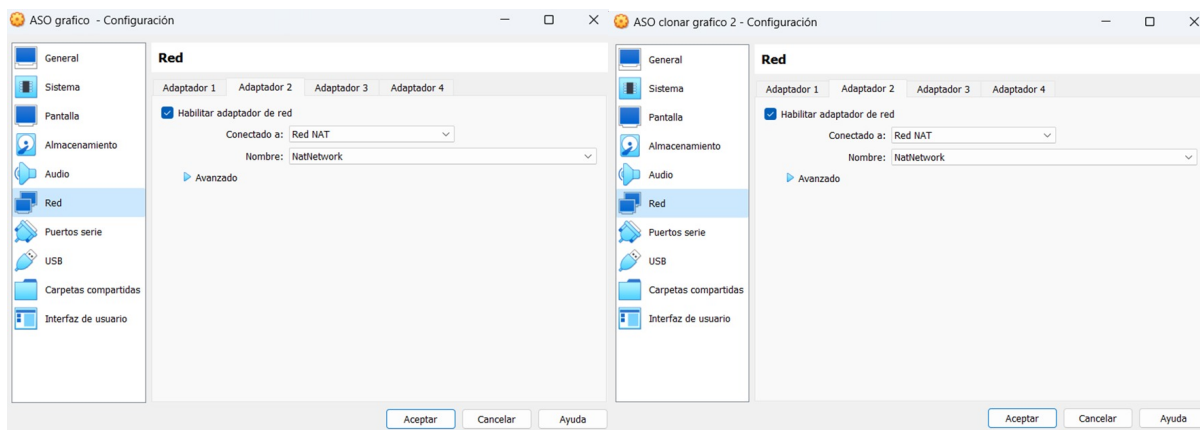 ASO grafico - Configuración
General
Sistema
Pantalla
Almacenamiento
Audio
Red
Puertos serie
USB
Carpetas compartidas
Interfaz de usuario
Red
Adaptador 1 Adaptador 2 Adaptador 3 Adaptador 4
Habilitar adaptador de red
Conectado a: Red NAT
Nombre: NatNetwork
Avanzado
Aceptar Cancelar Ayuda
ASO clonar grafico 2 - Configuración
General
Sistema
Pantalla
Almacenamiento
Audio
Red
Puertos serie
USB
Carpetas compartidas
Interfaz de usuario
Red
Adaptador 1 Adaptador 2 Adaptador 3 Adaptador 4
Habilitar adaptador de red
Conectado a: Red NAT
Nombre: NatNetwork
Avanzado
Aceptar Cancelar Ayuda